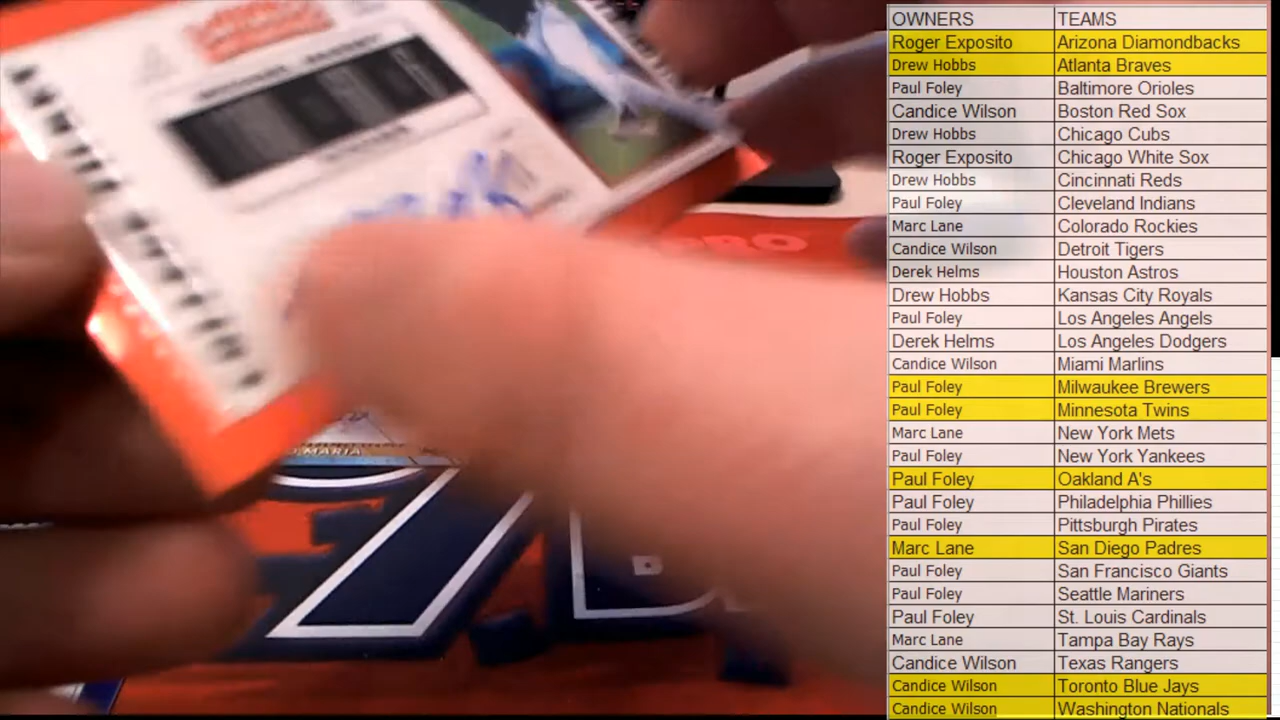 OWNERS TEAMS
Roger Exposito Arizona Diamondbacks
Drew Hobbs Atlanta Braves
Paul Foley Baltimore Orioles
Candice Wilson Boston Red Sox
Drew Hobbs Chicago Cubs
Roger Exposito Chicago White Sox
Drew Hobbs Cincinnati Reds
Paul Foley Cleveland Indians
Marc Lane Colorado Rockies
Candice Wilson Detroit Tigers
Derek Helms Houston Astros
Drew Hobbs Kansas City Royals
Paul Foley Los Angeles Angels
Derek Helms Los Angeles Dodgers
Candice Wilson Miami Marlins
Paul Foley Milwaukee Brewers
Paul Foley Minnesota Twins
Marc Lane New York Mets
Paul Foley New York Yankees
Paul Foley Oakland A's
Paul Foley Philadelphia Phillies
Paul Foley Pittsburgh Pirates
Marc Lane San Diego Padres
Paul Foley San Francisco Giants
Paul Foley Seattle Mariners
Paul Foley St. Louis Cardinals
Marc Lane Tampa Bay Rays
Candice Wilson Texas Rangers
Candice Wilson Toronto Blue Jays
Candice Wilson Washington Nationals
PRO
MARIA